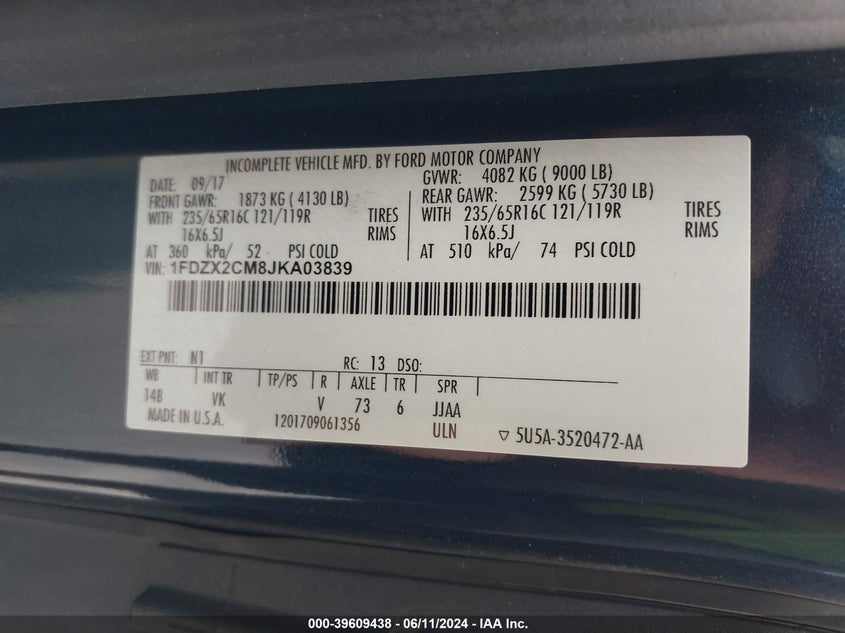 INCOMPLETE VEHICLE MFD. BY FORD MOTOR COMPANY
DATE: 09/17 GVWR: 4082 KG ( 9000 LB)
FRONT GAWR: 1873 KG ( 4130 LB) REAR GAWR: 2599 KG ( 5730 LB)
WITH 235/65R16C 121/119R TIRES WITH 235/65R16C 121/119R TIRES
16X6.5J RIMS 16X6.5J RIMS
AT 360 kPa/ 52 PSI COLD AT 510 kPa/ 74 PSI COLD
VIN: 1FDZX2CM8JKA03839
EXT PNT: N1 RC: 13 DSO:
WB INT TR TP/PS R AXLE TR SPR
148 VK V 73 6 JJAA
MADE IN U.S.A. 1201709061356 ULN ▽ 5U5A-3520472-AA
000-39609438 - 06/11/2024 - IAA Inc.